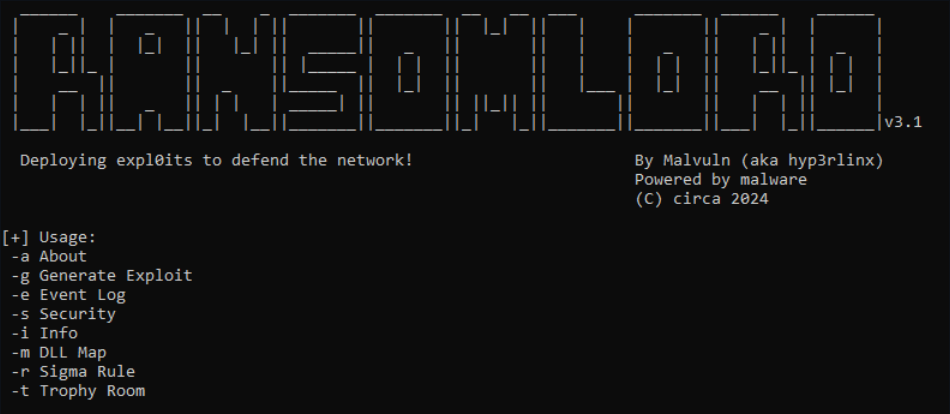 RANSOMLORD v3.1
Deploying expl0its to defend the network!
By Malvuln (aka hyp3rlinx)
Powered by malware
(C) circa 2024
[+] Usage:
-a About
-g Generate Exploit
-e Event Log
-s Security
-i Info
-m DLL Map
-r Sigma Rule
-t Trophy Room